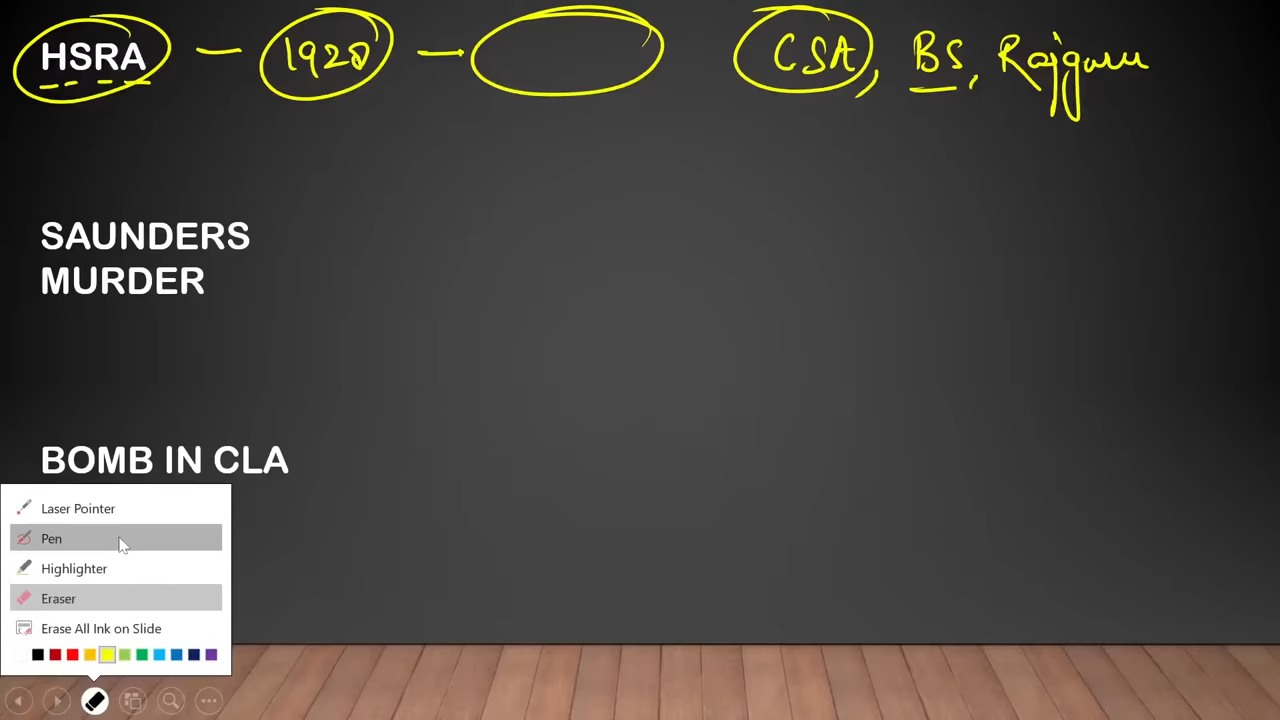 HSRA — 1928 → CSA, BS, Rajguru
SAUNDERS
MURDER
BOMB IN CLA
Laser Pointer
Pen
Highlighter
Eraser
Erase All Ink on Slide